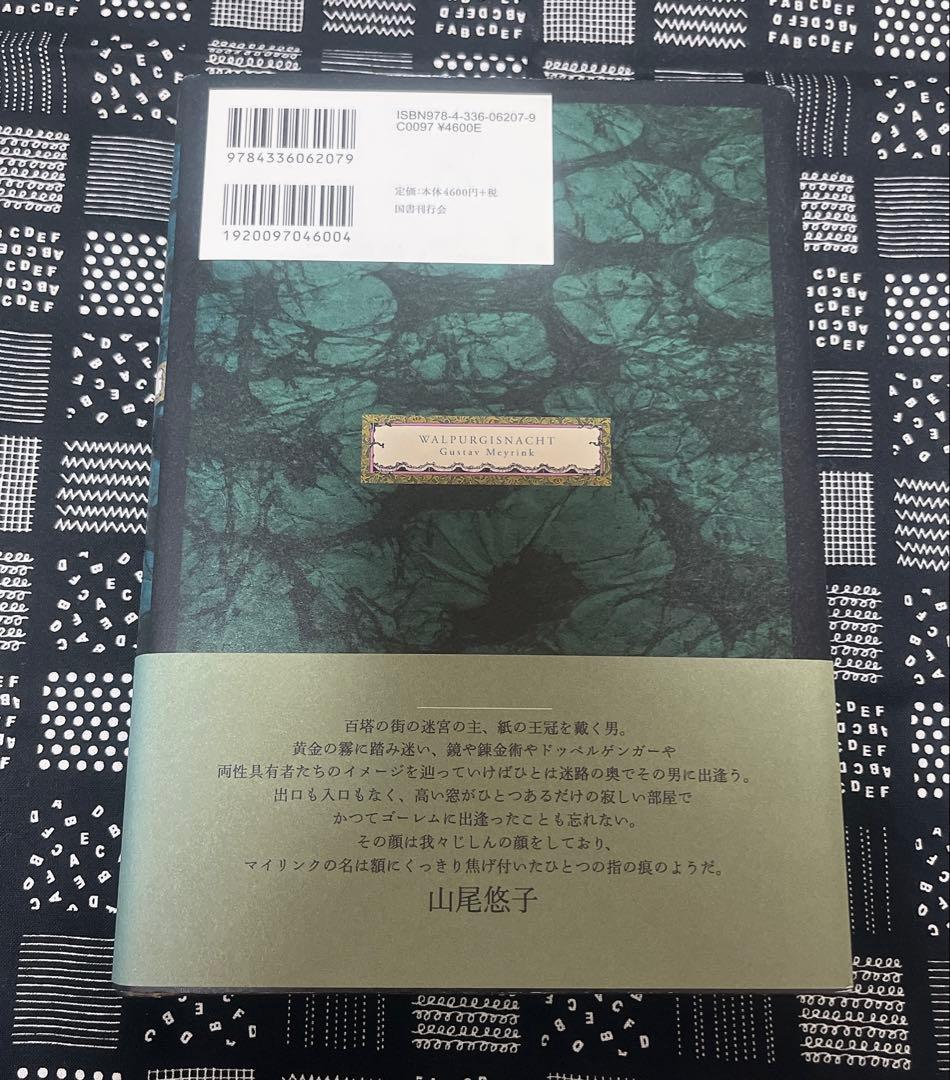 ISBN978-4-336-06207-9
C0097 ¥4600E
9784336062079
定価:本体4600円+税
国書刊行会
1920097046004
WALPURGISNACHT
Gustav Meyrink
百塔の街の迷宮の主、紙の王冠を戴く男。
黄金の霧に踏み迷い、鏡や錬金術やドッペルゲンガーや
両性具有者たちのイメージを辿っていけばひとは迷路の奥でその男に出逢う。
出口も入口もなく、高い窓がひとつあるだけの寂しい部屋で
かつてゴーレムに出逢ったことも忘れない。
その顔は我々じしんの顔をしており、
マイリンクの名は額にくっきり焦げ付いたひとつの指の痕のようだ。
山尾悠子